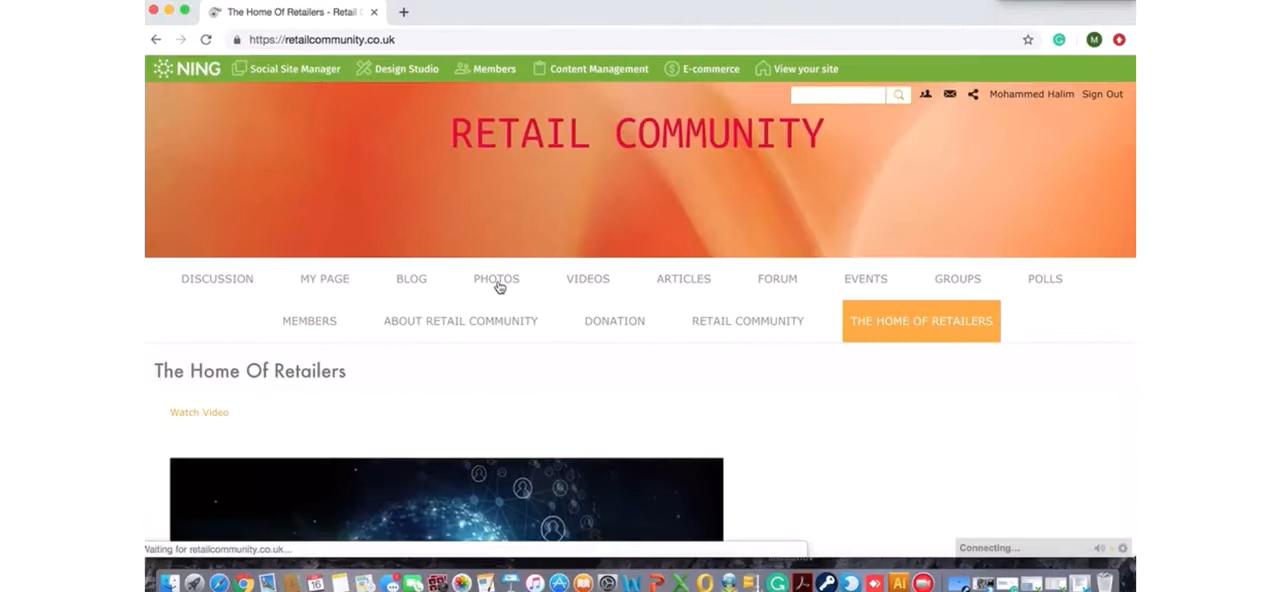 The Home Of Retailers - Retail
https://retailcommunity.co.uk
M
NING Social Site Manager Design Studio Members Content Management E-commerce View your site
Mohammed Halim Sign Out
RETAIL COMMUNITY
DISCUSSION MY PAGE BLOG PHOTOS VIDEOS ARTICLES FORUM EVENTS GROUPS POLLS
MEMBERS ABOUT RETAIL COMMUNITY DONATION RETAIL COMMUNITY THE HOME OF RETAILERS
The Home Of Retailers
Watch Video
Waiting for retailcommunity.co.uk...
Connecting...
16
Ai